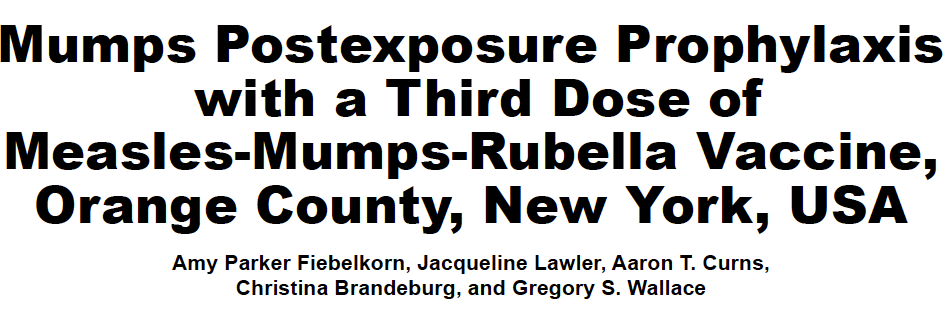 Mumps Postexposure Prophylaxis
with a Third Dose of
Measles-Mumps-Rubella Vaccine,
Orange County, New York, USA
Amy Parker Fiebelkorn, Jacqueline Lawler, Aaron T. Curns,
Christina Brandeburg, and Gregory S. Wallace